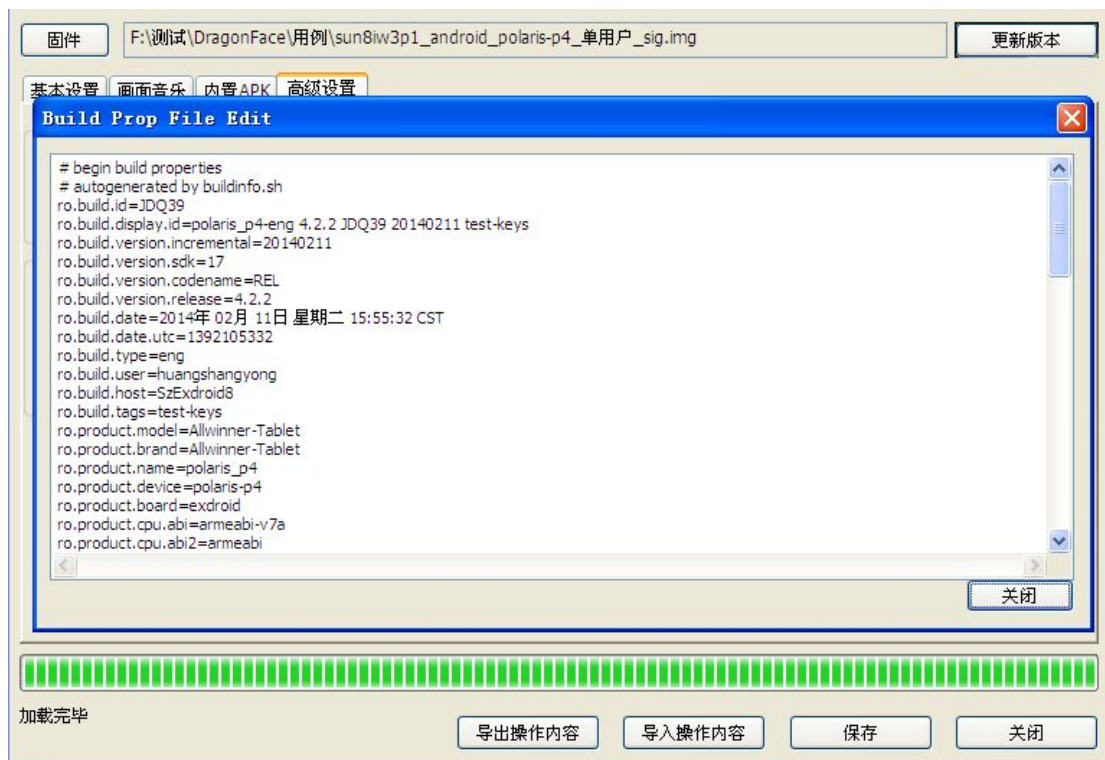 固件
F:\测试\DragonFace\用例\sun8iw3p1_android_polaris-p4_单用户_sig.img
更新版本
基本设置 画面音乐 内置APK 高级设置
Build Prop File Edit
# begin build properties
# autogenerated by buildinfo.sh
ro.build.id=JDQ39
ro.build.display.id=polaris_p4-eng 4.2.2 JDQ39 20140211 test-keys
ro.build.version.incremental=20140211
ro.build.version.sdk=17
ro.build.version.codename=REL
ro.build.version.release=4.2.2
ro.build.date=2014年 02月 11日 星期二 15:55:32 CST
ro.build.date.utc=1392105332
ro.build.type=eng
ro.build.user=huangshangyong
ro.build.host=SzExdroid8
ro.build.tags=test-keys
ro.product.model=Allwinner-Tablet
ro.product.brand=Allwinner-Tablet
ro.product.name=polaris_p4
ro.product.device=polaris-p4
ro.product.board=exdroid
ro.product.cpu.abi=armeabi-v7a
ro.product.cpu.abi2=armeabi
关闭
加载完毕
导出操作内容 导入操作内容 保存 关闭